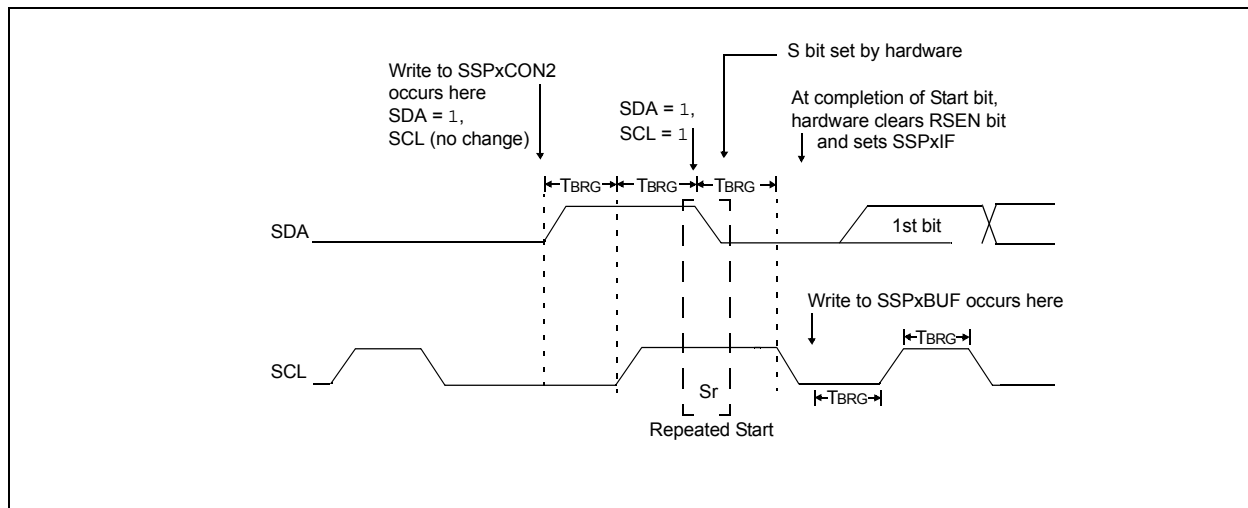 S bit set by hardware
Write to SSPxCON2
occurs here
SDA = 1,
SCL (no change)
SDA = 1,
SCL = 1
At completion of Start bit,
hardware clears RSEN bit
and sets SSPxIF
TBRG TBRG TBRG
SDA
1st bit
Write to SSPxBUF occurs here
TBRG
SCL
Sr
TBRG
Repeated Start